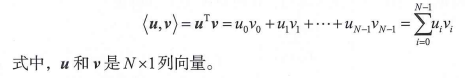 ⟨u,v⟩ = uᵀv = u₀v₀ + u₁v₁ + ⋯ + u_{N−1}v_{N−1} = ∑_{i=0}^{N−1} uᵢvᵢ
式中，u 和 v 是 N×1列向量。